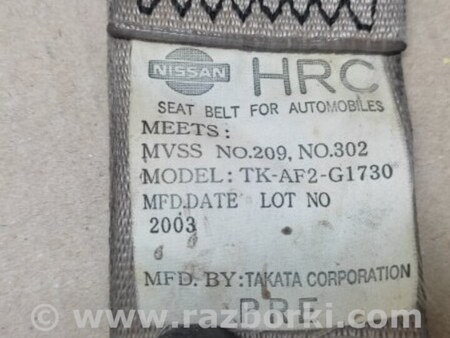 NISSAN HRC
SEAT BELT FOR AUTOMOBILES
MEETS:
MVSS NO.209, NO.302
MODEL: TK-AF2-G1730
MFD.DATE LOT NO
2003
MFD. BY: TAKATA CORPORATION
PRE
© www.razborki.com